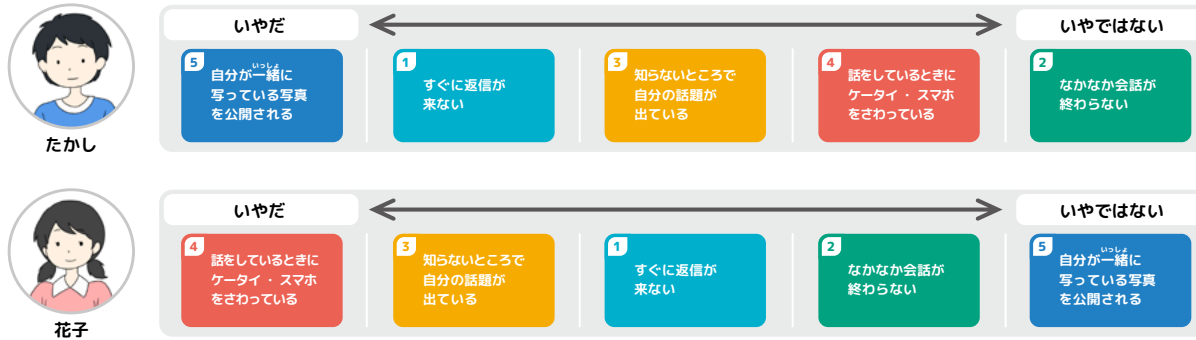 いやだ
いやではない
5
自分が一緒に
いっしょ
写っている写真
を公開される
1
すぐに返信が
来ない
3
知らないところで
自分の話題が
出ている
4
話をしているときに
ケータイ・スマホ
をさわっている
2
なかなか会話が
終わらない
たかし
いやだ
いやではない
4
話をしているときに
ケータイ・スマホ
をさわっている
3
知らないところで
自分の話題が
出ている
1
すぐに返信が
来ない
2
なかなか会話が
終わらない
5
自分が一緒に
いっしょ
写っている写真
を公開される
花子